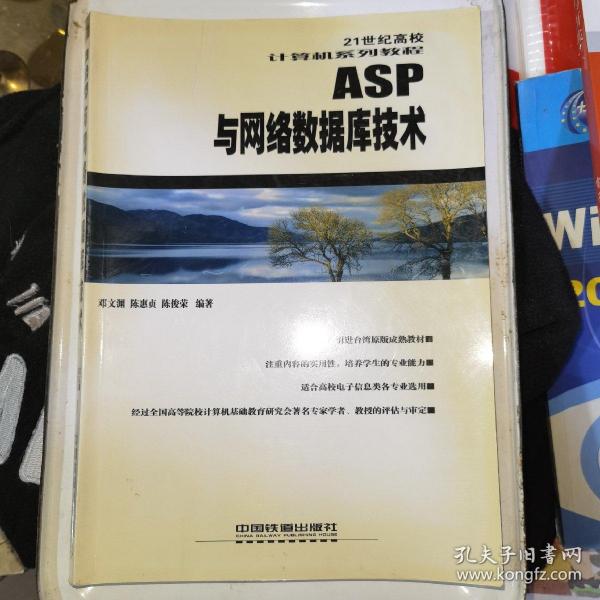 21世纪高校
计算机系列教程
ASP
与网络数据库技术
邓文渊 陈惠贞 陈俊荣 编著
引进台湾原版成熟教材
注重内容的实用性，培养学生的专业能力
适合高校电子信息类各专业选用
经过全国高等院校计算机基础教育研究会著名专家学者、教授的评估与审定
中国铁道出版社
CHINA RAILWAY PUBLISHING HOUSE
Wi
20
孔夫子旧书网
www.kongfz.com